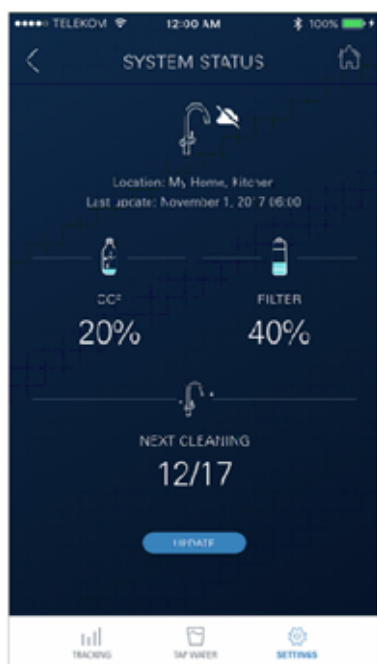 TELEKOM 12:00 AM 100%
SYSTEM STATUS
Location: My Home, Kitchen
Last update: November 1, 2017 06:00
CO² FILTER
20% 40%
NEXT CLEANING
12/17
UPDATE
TRACKING TAP WATER SETTINGS